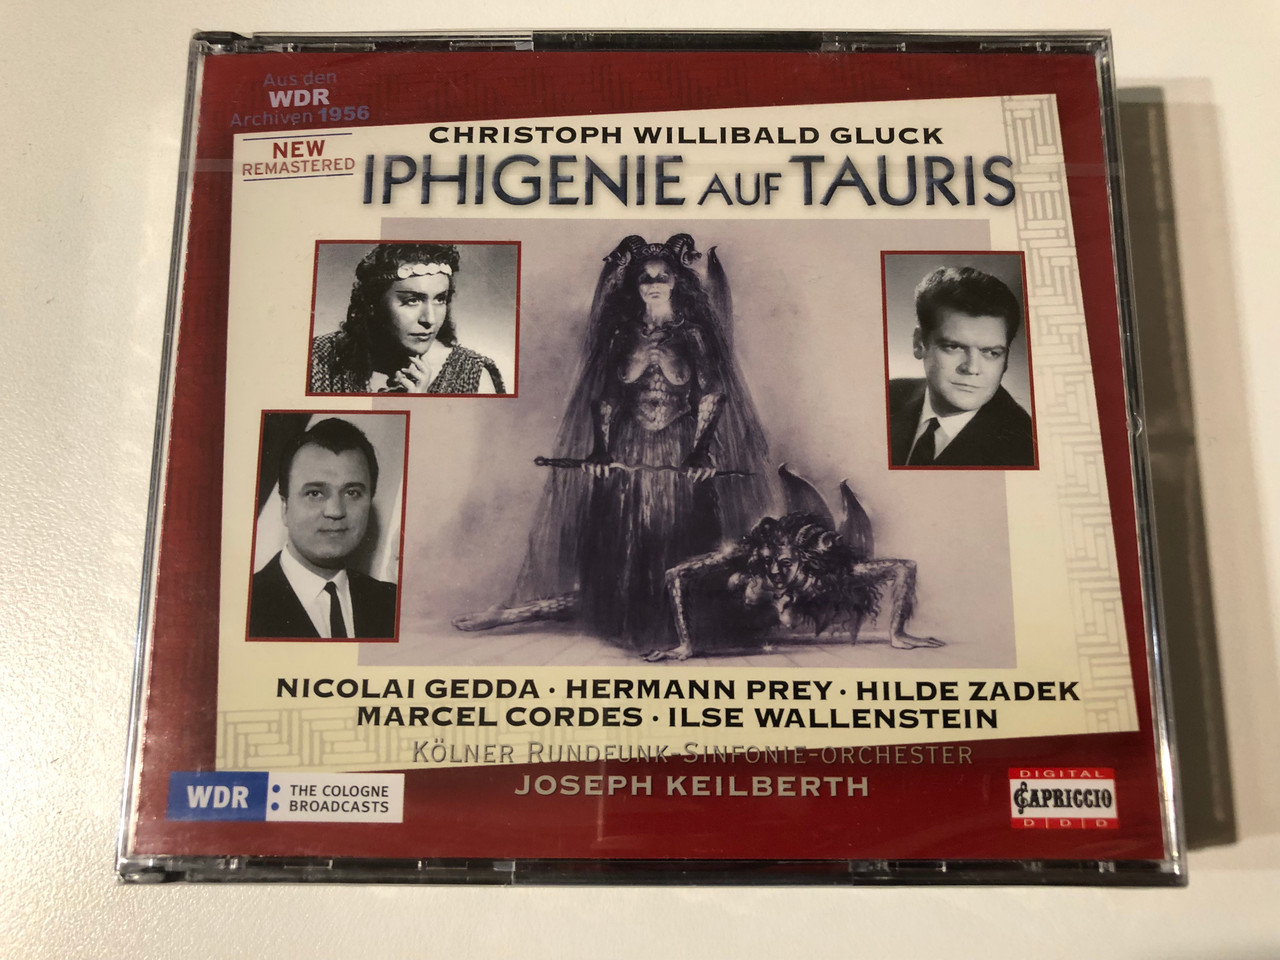 Aus den
WDR
Archiven 1956
NEW
REMASTERED
CHRISTOPH WILLIBALD GLUCK
IPHIGENIE AUF TAURIS
NICOLAI GEDDA · HERMANN PREY · HILDE ZADEK
MARCEL CORDES · ILSE WALLENSTEIN
KÖLNER RUNDFUNK-SINFONIE-ORCHESTER
JOSEPH KEILBERTH
WDR: THE COLOGNE
BROADCASTS
DIGITAL
CAPRICCIO
D D D